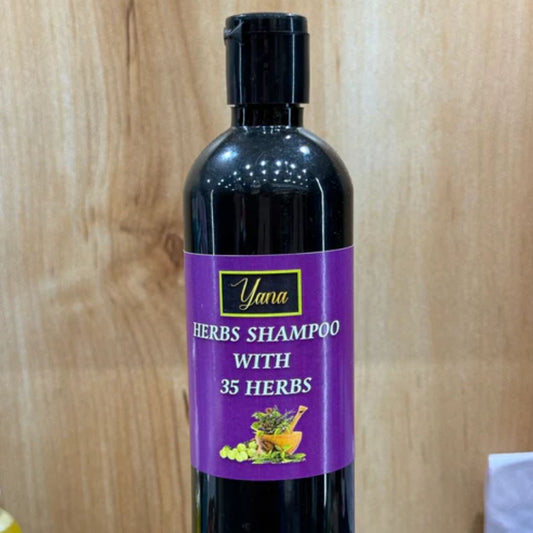 Yana
HERBS SHAMPOO
WITH
35 HERBS